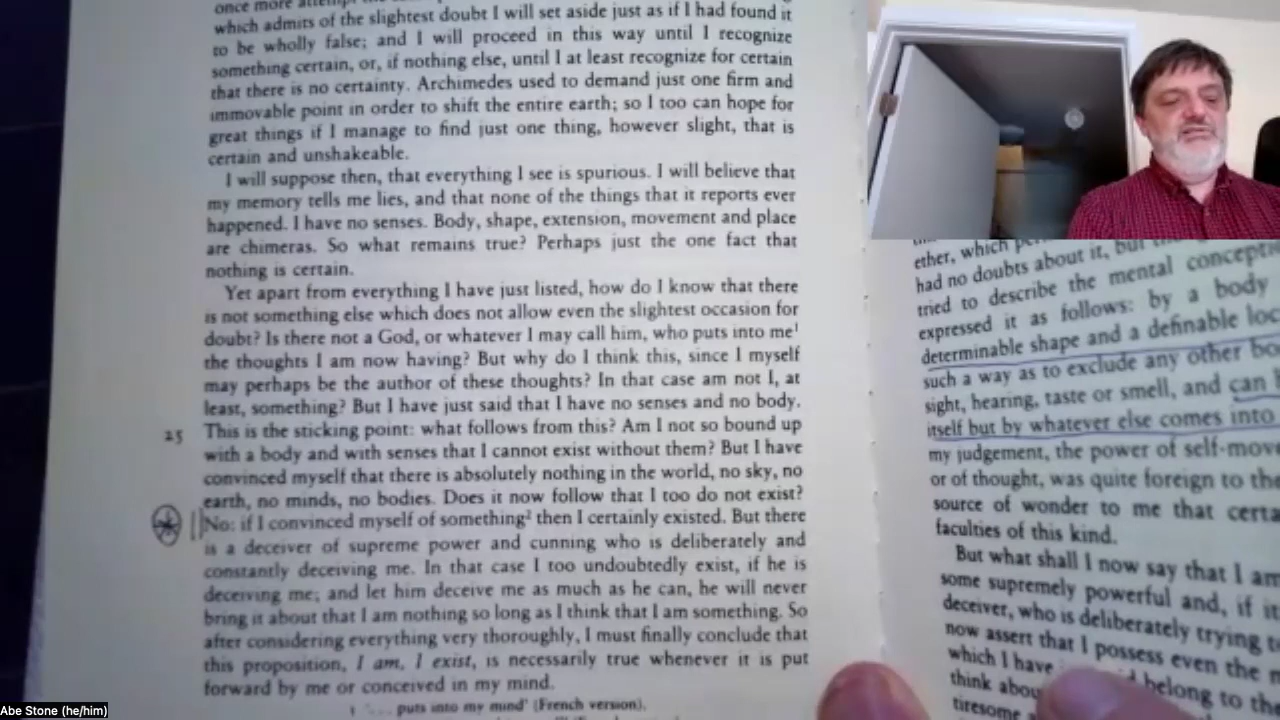 once more
which admits of the slightest doubt I will set aside just as if I had found it
to be wholly false; and I will proceed in this way until I recognize
something certain, or, if nothing else, until I at least recognize for certain
that there is no certainty. Archimedes used to demand just one firm and
immovable point in order to shift the entire earth; so I too can hope for
great things if I manage to find just one thing, however slight, that is
certain and unshakeable.
I will suppose then, that everything I see is spurious. I will believe that
my memory tells me lies, and that none of the things that it reports ever
happened. I have no senses. Body, shape, extension, movement and place
are chimeras. So what remains true? Perhaps just the one fact that
nothing is certain.
Yet apart from everything I have just listed, how do I know that there
is not something else which does not allow even the slightest occasion for
doubt? Is there not a God, or whatever I may call him, who puts into me¹
the thoughts I am now having? But why do I think this, since I myself
may perhaps be the author of these thoughts? In that case am not I, at
least, something? But I have just said that I have no senses and no body.
25 This is the sticking point: what follows from this? Am I not so bound up
with a body and with senses that I cannot exist without them? But I have
convinced myself that there is absolutely nothing in the world, no sky, no
earth, no minds, no bodies. Does it now follow that I too do not exist?
No: if I convinced myself of something² then I certainly existed. But there
is a deceiver of supreme power and cunning who is deliberately and
constantly deceiving me. In that case I too undoubtedly exist, if he is
deceiving me; and let him deceive me as much as he can, he will never
bring it about that I am nothing so long as I think that I am something. So
after considering everything very thoroughly, I must finally conclude that
this proposition, I am, I exist, is necessarily true whenever it is put
forward by me or conceived in my mind.
1 '... puts into my mind' (French version).
ether, which
had no doubts about it, but
tried to describe the mental
expressed it as follows: by a body
determinable shape and a definable
such a way as to exclude any other
sight, hearing, taste or smell, and can
itself but by whatever else comes into
my judgement, the power of
or of thought, was quite foreign to the
source of wonder to me that
faculties of this kind.
But what shall I now say that I am
some supremely powerful and, if
deceiver, who is deliberately trying
now assert that I possess even the
which I have belong to the
think
tiresome
Abe Stone (he/him)